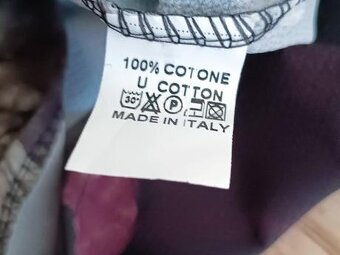 100% COTONE
U COTTON
30° P
MADE IN ITALY